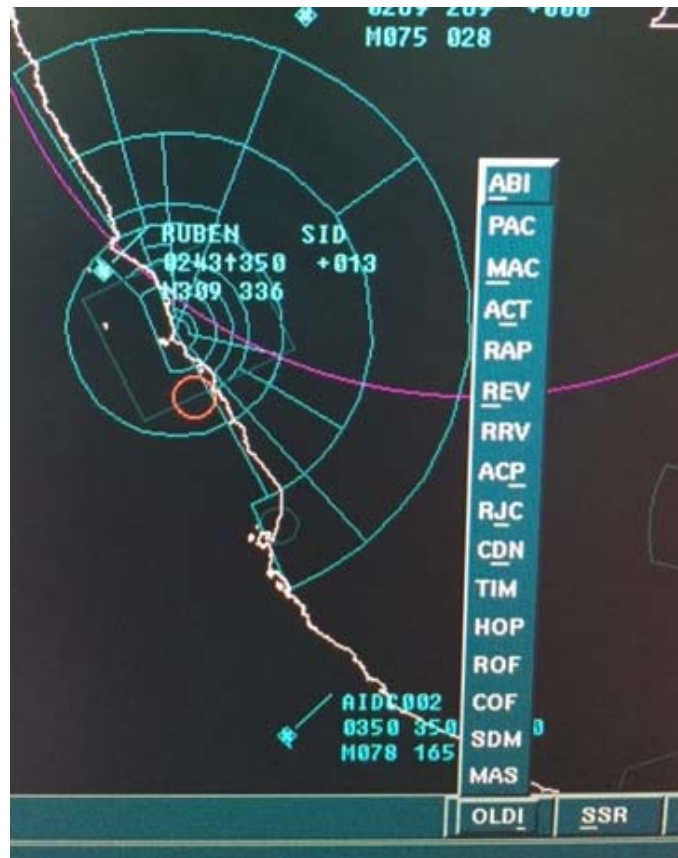 M075 028
RUBEN SID
0243↑350 +013
N309 336
AIDC002
0350 350
M078 165
ABI
PAC
MAC
ACT
RAP
REV
RRV
ACP
RJC
CDN
TIM
HOP
ROF
COF
SDM
MAS
OLDI SSR